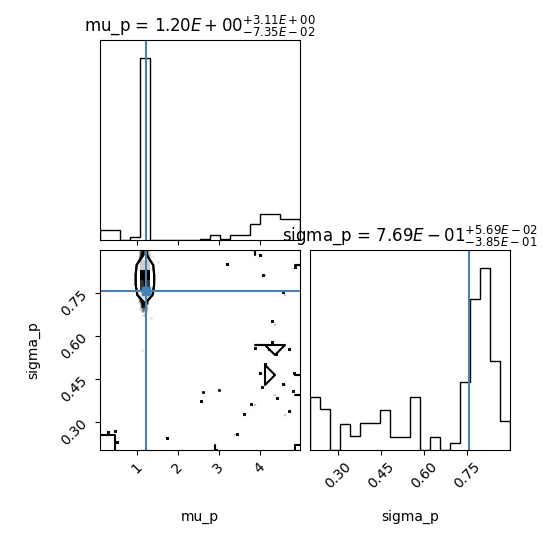 mu_p = 1.20E + 00+3.11E+00−7.35E−02
sigma_p = 7.69E − 01+5.69E−02−3.85E−01
0.75
0.60
0.45
0.30
sigma_p
1 2 3 4
0.30 0.45 0.60 0.75
mu_p
sigma_p